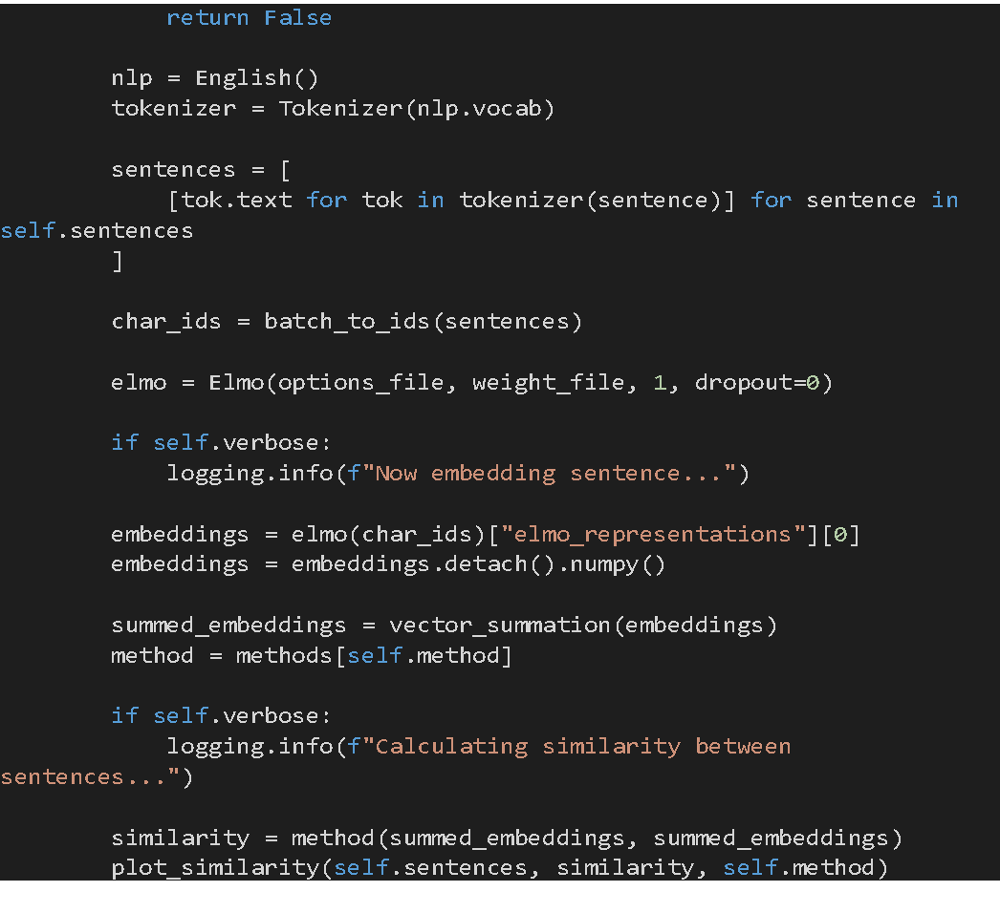 return False
nlp = English()
tokenizer = Tokenizer(nlp.vocab)
sentences = [
[tok.text for tok in tokenizer(sentence)] for sentence in
self.sentences
]
char_ids = batch_to_ids(sentences)
elmo = Elmo(options_file, weight_file, 1, dropout=0)
if self.verbose:
logging.info(f"Now embedding sentence...")
embeddings = elmo(char_ids)["elmo_representations"][0]
embeddings = embeddings.detach().numpy()
summed_embeddings = vector_summation(embeddings)
method = methods[self.method]
if self.verbose:
logging.info(f"Calculating similarity between
sentences...")
similarity = method(summed_embeddings, summed_embeddings)
plot_similarity(self.sentences, similarity, self.method)